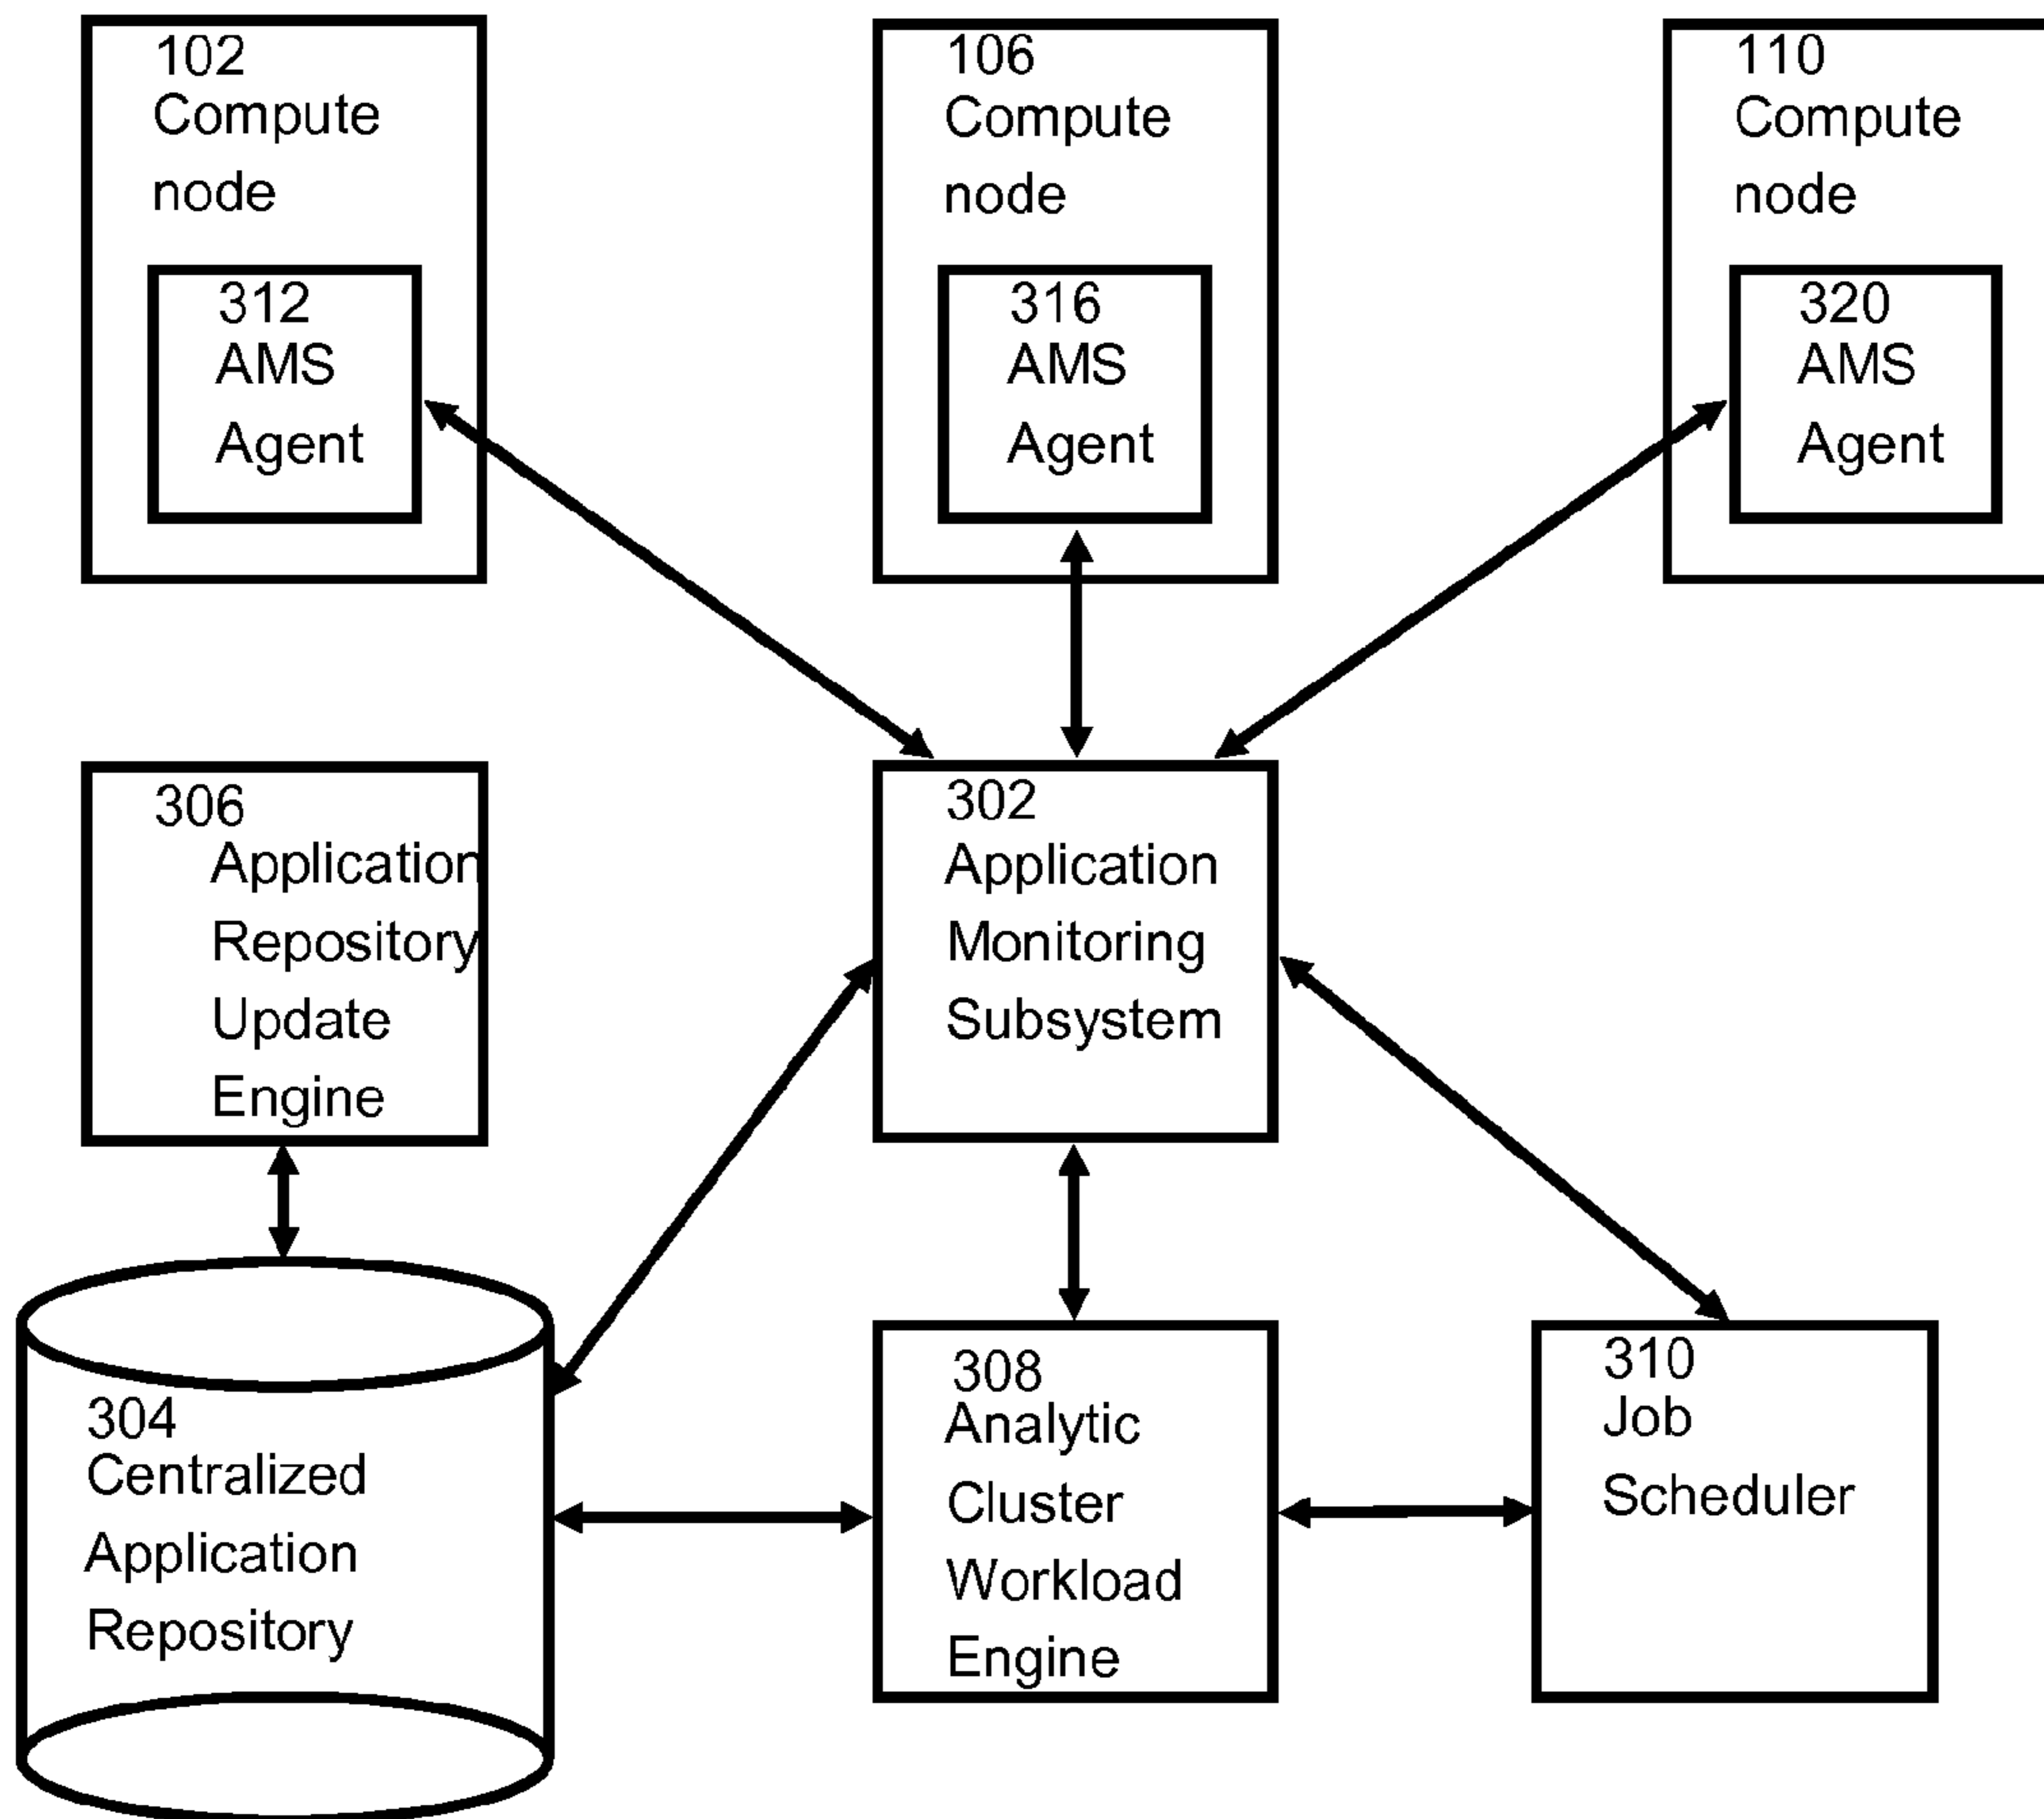 102
Compute
node
312
AMS
Agent
106
Compute
node
316
AMS
Agent
110
Compute
node
320
AMS
Agent
306
Application
Repository
Update
Engine
302
Application
Monitoring
Subsystem
304
Centralized
Application
Repository
308
Analytic
Cluster
Workload
Engine
310
Job
Scheduler